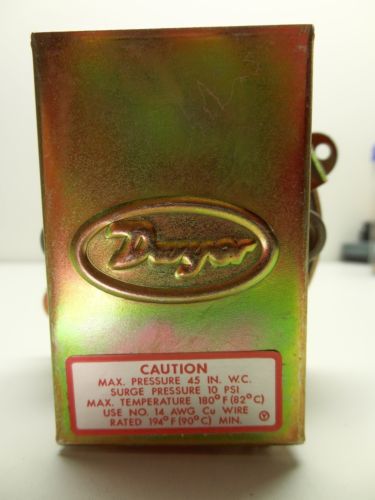 Dwyer
CAUTION
MAX. PRESSURE 45 IN. W.C.
SURGE PRESSURE 10 PSI
MAX. TEMPERATURE 180°F (82°C)
USE NO. 14 AWG Cu WIRE
RATED 194°F (90°C) MIN.
Y